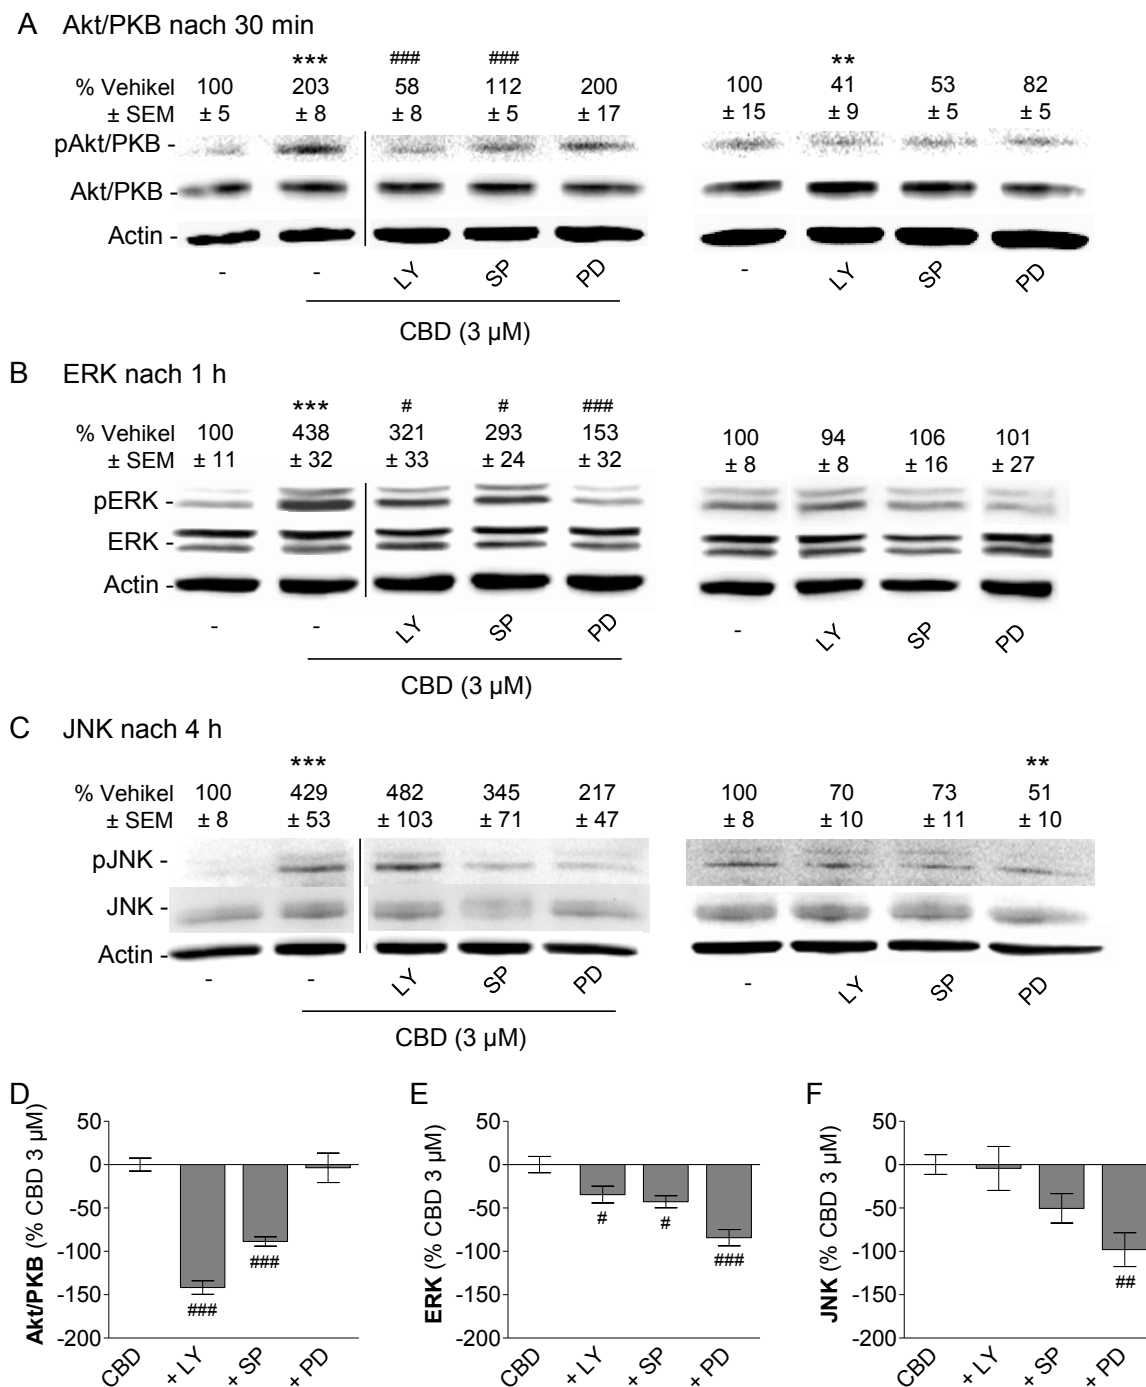 A Akt/PKB nach 30 min
*** ### ### **
% Vehikel 100 203 58 112 200 100 41 53 82
± SEM ± 5 ± 8 ± 8 ± 5 ± 17 ± 15 ± 9 ± 5 ± 5
pAkt/PKB -
Akt/PKB -
Actin -
- - LY SP PD - LY SP PD
CBD (3 µM)
B ERK nach 1 h
*** # # ###
% Vehikel 100 438 321 293 153 100 94 106 101
± SEM ± 11 ± 32 ± 33 ± 24 ± 32 ± 8 ± 8 ± 16 ± 27
pERK -
ERK -
Actin -
- - LY SP PD - LY SP PD
CBD (3 µM)
C JNK nach 4 h
*** **
% Vehikel 100 429 482 345 217 100 70 73 51
± SEM ± 8 ± 53 ± 103 ± 71 ± 47 ± 8 ± 10 ± 11 ± 10
pJNK -
JNK -
Actin -
- - LY SP PD - LY SP PD
CBD (3 µM)
D
Akt/PKB (% CBD 3 µM)
50
0
-50
-100
-150
-200
### ###
CBD + LY + SP + PD
E
ERK (% CBD 3 µM)
50
0
-50
-100
-150
-200
# # ###
CBD + LY + SP + PD
F
JNK (% CBD 3 µM)
50
0
-50
-100
-150
-200
##
CBD + LY + SP + PD